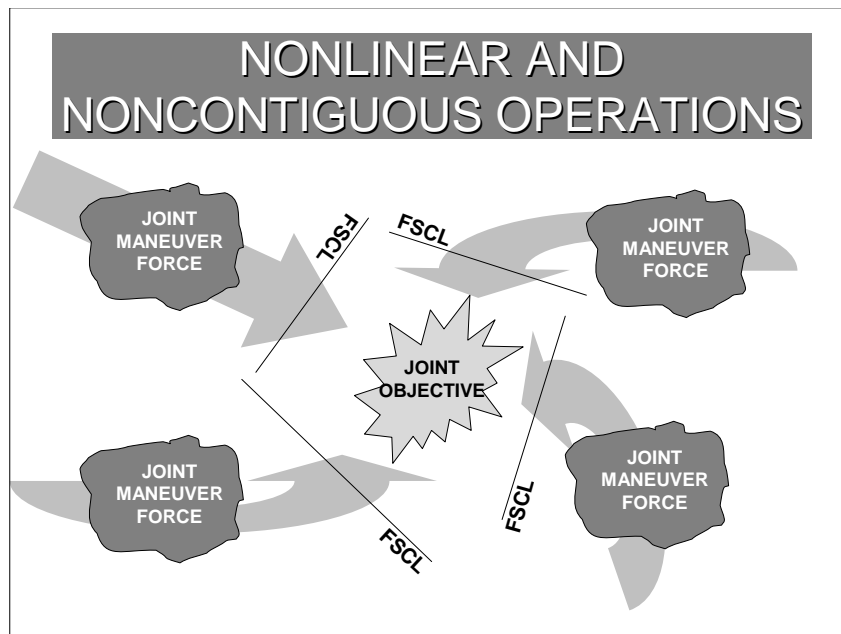 NONLINEAR AND
NONCONTIGUOUS OPERATIONS
JOINT
MANEUVER
FORCE
FSCL
FSCL
JOINT
MANEUVER
FORCE
JOINT
OBJECTIVE
JOINT
MANEUVER
FORCE
FSCL
FSCL
JOINT
MANEUVER
FORCE